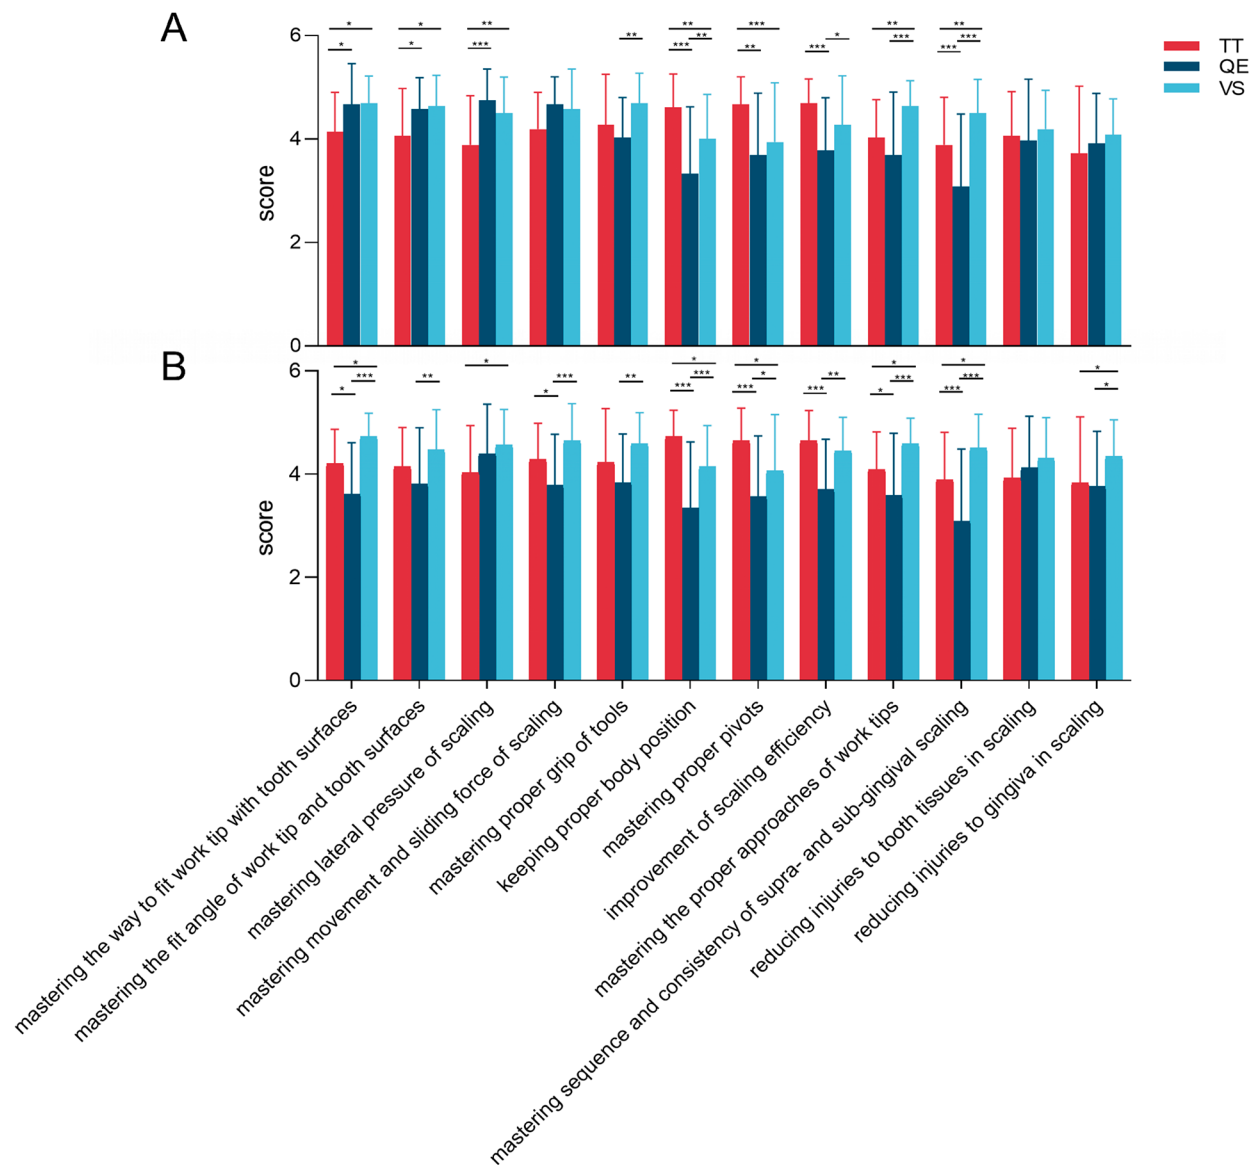 A
* * ** ** *** ** ** **
* * *** ** *** ** ** *** * *** *** ***
TT
QE
VS
6
4
2
0
score
B
* * * * * * *
*** ** *** ** *** * ** *** *** *
* * *** *** *** * ***
6
4
2
0
score
mastering the way to fit work tip with tooth surfaces
mastering the fit angle of work tip and tooth surfaces
mastering lateral pressure of scaling
mastering movement and sliding force of scaling
mastering proper grip of tools
keeping proper body position
mastering proper pivots
improvement of scaling efficiency
mastering the proper approaches of work tips
mastering sequence and consistency of supra- and sub-gingival scaling
reducing injuries to tooth tissues in scaling
reducing injuries to gingiva in scaling